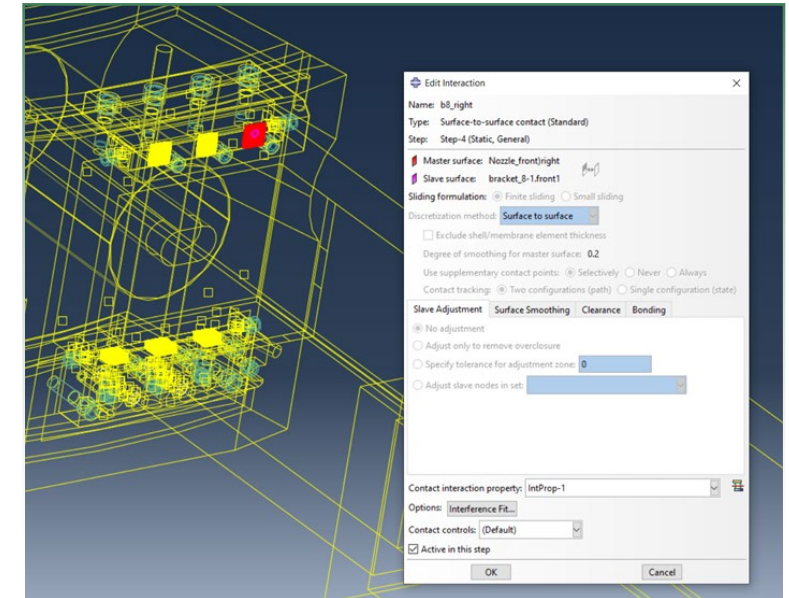 Edit Interaction
Name: b8_right
Type: Surface-to-surface contact (Standard)
Step: Step-4 (Static, General)
Master surface: Nozzle_front)right
Slave surface: bracket_8-1.front1
Sliding formulation: Finite sliding Small sliding
Discretization method: Surface to surface
Exclude shell/membrane element thickness
Degree of smoothing for master surface: 0.2
Use supplementary contact points: Selectively Never Always
Contact tracking: Two configurations (path) Single configuration (state)
Slave Adjustment Surface Smoothing Clearance Bonding
No adjustment
Adjust only to remove overclosure
Specify tolerance for adjustment zone: 0
Adjust slave nodes in set:
Contact interaction property: IntProp-1
Options: Interference Fit...
Contact controls: (Default)
Active in this step
OK Cancel